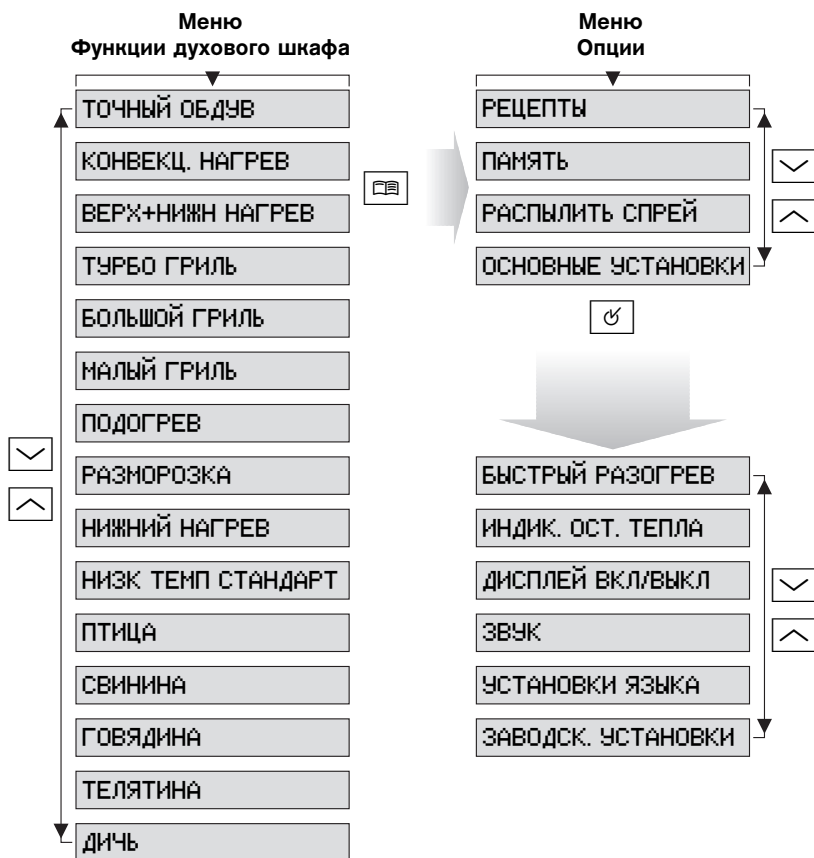 Меню
Функции духового шкафа
ТОЧНЫЙ ОБДУВ
КОНВЕКЦ. НАГРЕВ
ВЕРХ+НИЖН НАГРЕВ
ТУРБО ГРИЛЬ
БОЛЬШОЙ ГРИЛЬ
МАЛЫЙ ГРИЛЬ
ПОДОГРЕВ
РАЗМОРОЗКА
НИЖНИЙ НАГРЕВ
НИЗК ТЕМП СТАНДАРТ
ПТИЦА
СВИНИНА
ГОВЯДИНА
ТЕЛЯТИНА
ДИЧЬ
Меню
Опции
РЕЦЕПТЫ
ПАМЯТЬ
РАСПЫЛИТЬ СПРЕЙ
ОСНОВНЫЕ УСТАНОВКИ
БЫСТРЫЙ РАЗОГРЕВ
ИНДИК. ОСТ. ТЕПЛА
ДИСПЛЕЙ ВКЛ/ВЫКЛ
ЗВУК
УСТАНОВКИ ЯЗЫКА
ЗАВОДСК. УСТАНОВКИ